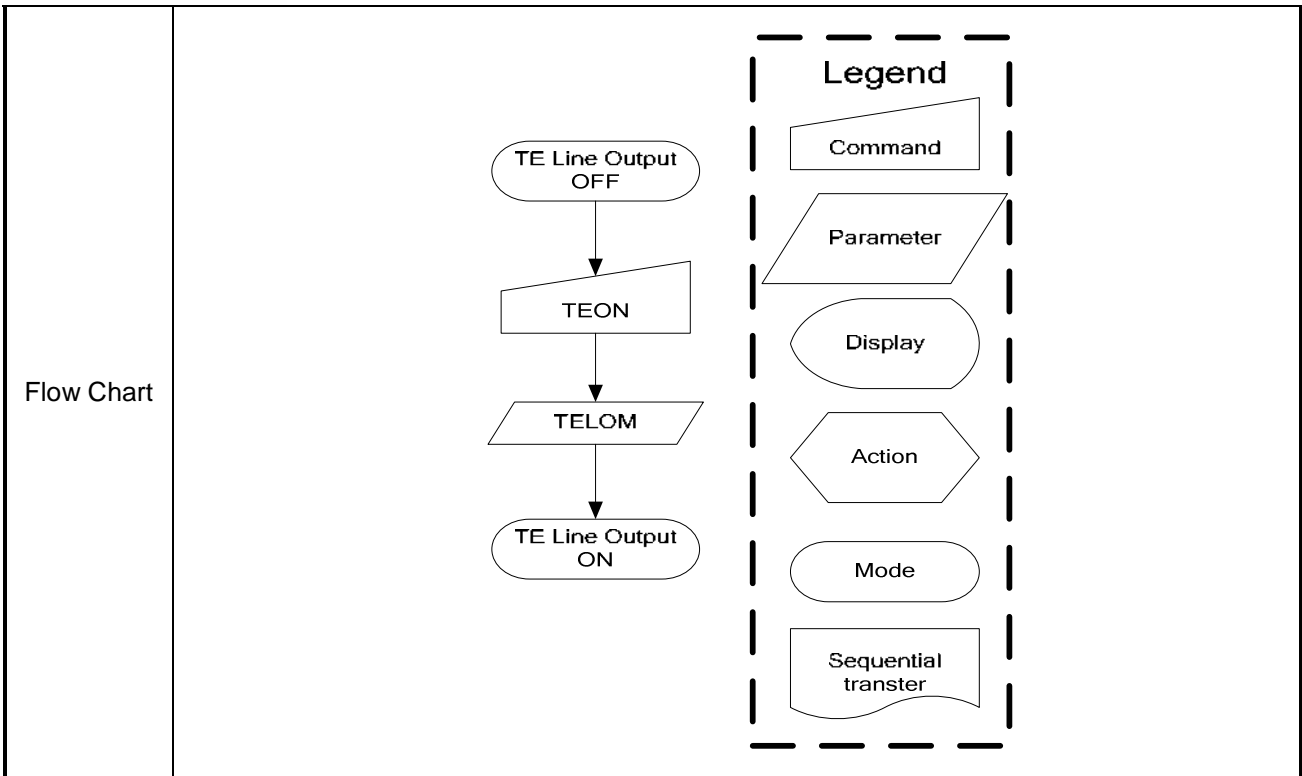 Flow Chart
TE Line Output
OFF
TEON
TELOM
TE Line Output
ON
Legend
Command
Parameter
Display
Action
Mode
Sequential
transter